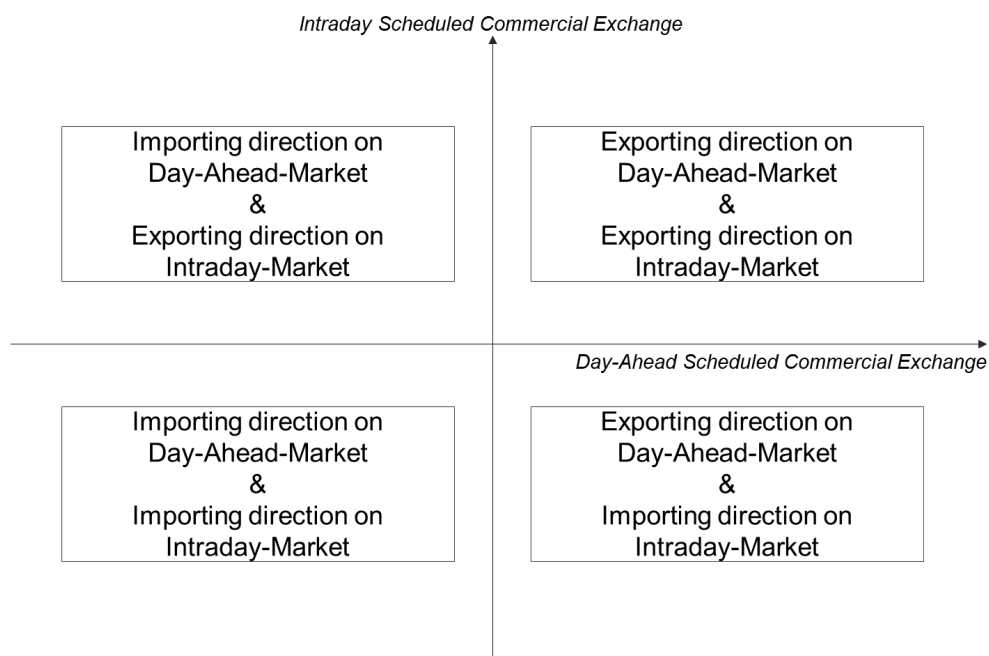 Intraday Scheduled Commercial Exchange
Importing direction on
Day-Ahead-Market
&
Exporting direction on
Intraday-Market
Exporting direction on
Day-Ahead-Market
&
Exporting direction on
Intraday-Market
Day-Ahead Scheduled Commercial Exchange
Importing direction on
Day-Ahead-Market
&
Importing direction on
Intraday-Market
Exporting direction on
Day-Ahead-Market
&
Importing direction on
Intraday-Market